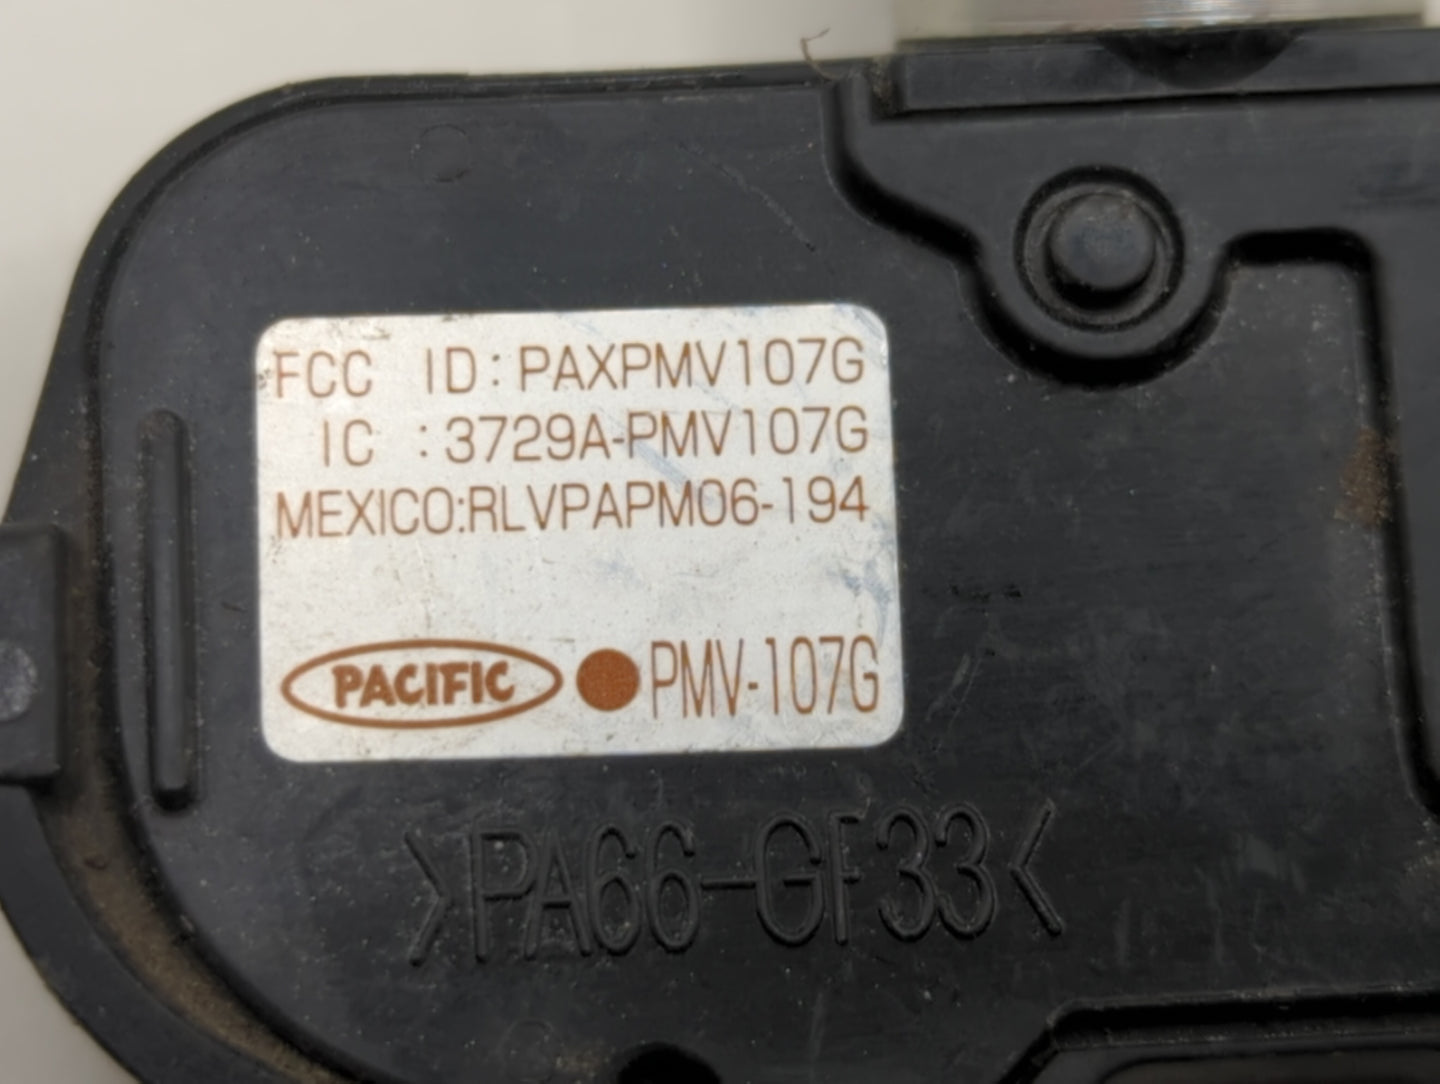 FCC ID: PAXPMV107G
IC : 3729A-PMV107G
MEXICO:RLVPAPM06-194
PACIFIC ● PMV-107G
>PA66-GF33<